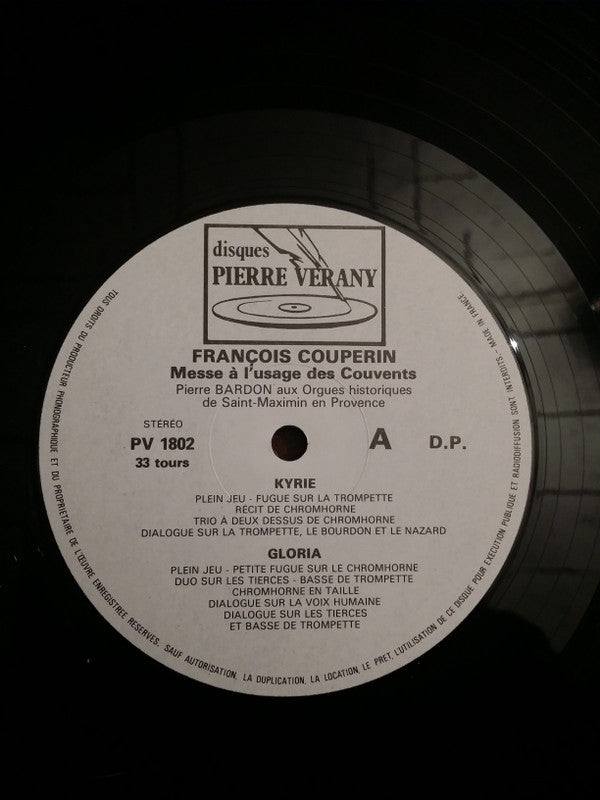 disques
PIERRE VERANY
FRANÇOIS COUPERIN
Messe à l'usage des Couvents
Pierre BARDON aux Orgues historiques
de Saint-Maximin en Provence
STÉRÉO
PV 1802
33 tours
A
D.P.
KYRIE
PLEIN JEU - FUGUE SUR LA TROMPETTE
RÉCIT DE CHROMHORNE
TRIO À DEUX DESSUS DE CHROMHORNE
DIALOGUE SUR LA TROMPETTE, LE BOURDON ET LE NAZARD
GLORIA
PLEIN JEU - PETITE FUGUE SUR LE CHROMHORNE
DUO SUR LES TIERCES - BASSE DE TROMPETTE
CHROMHORNE EN TAILLE
DIALOGUE SUR LA VOIX HUMAINE
DIALOGUE SUR LES TIERCES
ET BASSE DE TROMPETTE
TOUS DROITS DU PRODUCTEUR PHONOGRAPHIQUE ET DU PROPRIETAIRE DE L'ŒUVRE ENREGISTREE RESERVES. SAUF AUTORISATION, LA DUPLICATION, LA LOCATION, LE PRET, L'UTILISATION DE CE DISQUE POUR EXECUTION PUBLIQUE ET RADIODIFFUSION SONT INTERDITS - MADE IN FRANCE.